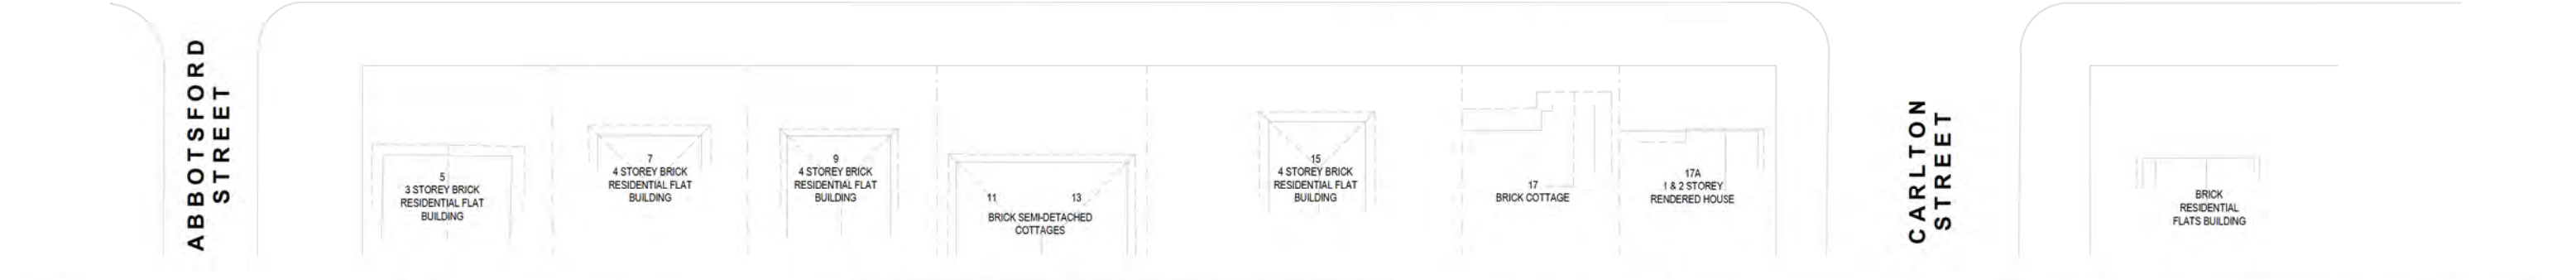 ABBOTSFORD
STREET
5
3 STOREY BRICK
RESIDENTIAL FLAT
BUILDING
7
4 STOREY BRICK
RESIDENTIAL FLAT
BUILDING
9
4 STOREY BRICK
RESIDENTIAL FLAT
BUILDING
11
13
BRICK SEMI-DETACHED
COTTAGES
15
4 STOREY BRICK
RESIDENTIAL FLAT
BUILDING
17
BRICK COTTAGE
17A
1 & 2 STOREY
RENDERED HOUSE
CARLTON
STREET
BRICK
RESIDENTIAL
FLATS BUILDING